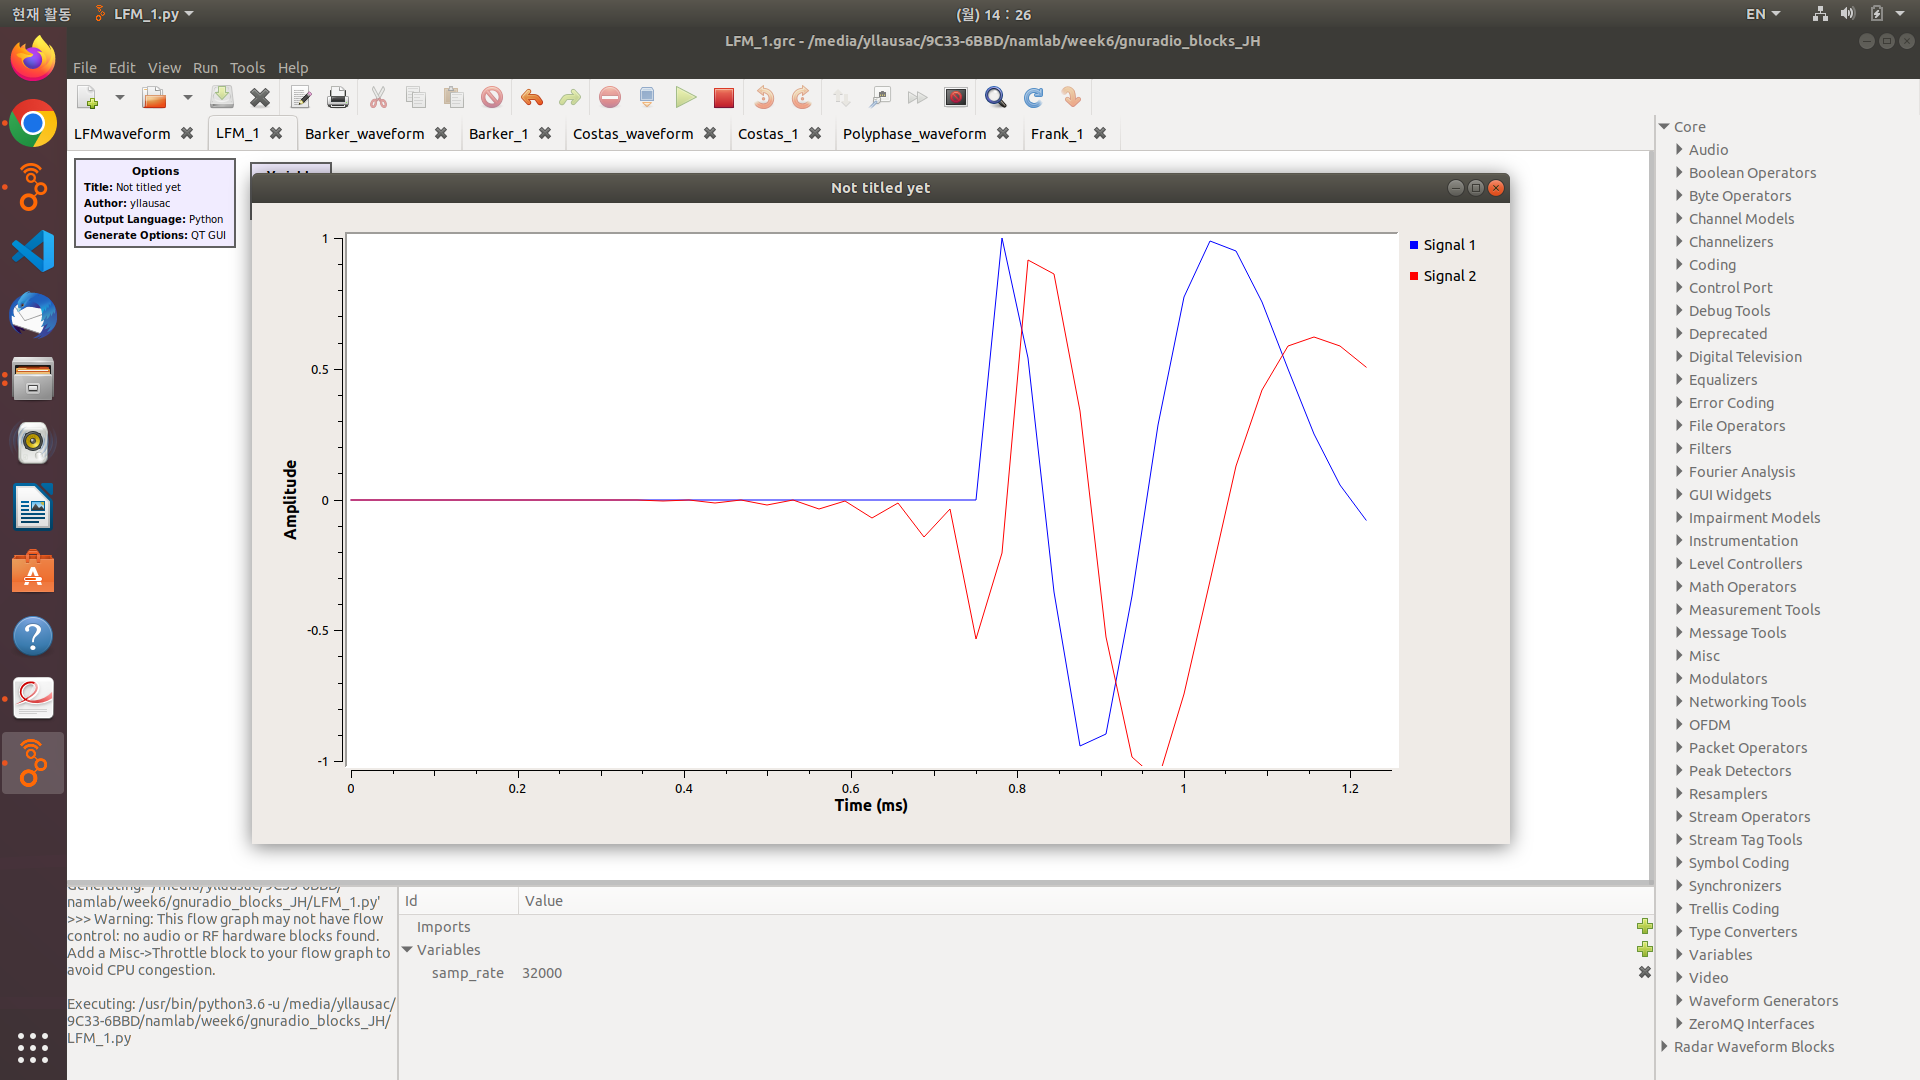 현재 활동
LFM_1.py
(월) 14 : 26
EN
LFM_1.grc - /media/yllausac/9C33-6BBD/namlab/week6/gnuradio_blocks_JH
File Edit View Run Tools Help
LFMwaveform LFM_1 Barker_waveform Barker_1 Costas_waveform Costas_1 Polyphase_waveform Frank_1
Options
Title: Not titled yet
Author: yllausac
Output Language: Python
Generate Options: QT GUI
Not titled yet
Signal 1
Signal 2
1
0.5
0
-0.5
-1
Amplitude
0 0.2 0.4 0.6 0.8 1 1.2
Time (ms)
Generating: '/media/yllausac/9C33-6BBD/
namlab/week6/gnuradio_blocks_JH/LFM_1.py'
>>> Warning: This flow graph may not have flow
control: no audio or RF hardware blocks found.
Add a Misc->Throttle block to your flow graph to
avoid CPU congestion.
Executing: /usr/bin/python3.6 -u /media/yllausac/
9C33-6BBD/namlab/week6/gnuradio_blocks_JH/
LFM_1.py
Id Value
Imports
Variables
samp_rate 32000
Core
Audio
Boolean Operators
Byte Operators
Channel Models
Channelizers
Coding
Control Port
Debug Tools
Deprecated
Digital Television
Equalizers
Error Coding
File Operators
Filters
Fourier Analysis
GUI Widgets
Impairment Models
Instrumentation
Level Controllers
Math Operators
Measurement Tools
Message Tools
Misc
Modulators
Networking Tools
OFDM
Packet Operators
Peak Detectors
Resamplers
Stream Operators
Stream Tag Tools
Symbol Coding
Synchronizers
Trellis Coding
Type Converters
Variables
Video
Waveform Generators
ZeroMQ Interfaces
Radar Waveform Blocks